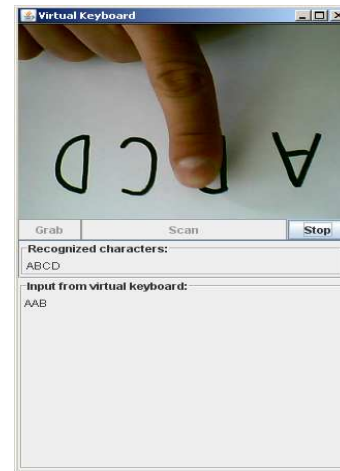 Virtual Keyboard
D C B A
Grab Scan Stop
Recognized characters:
ABCD
Input from virtual keyboard:
AAB